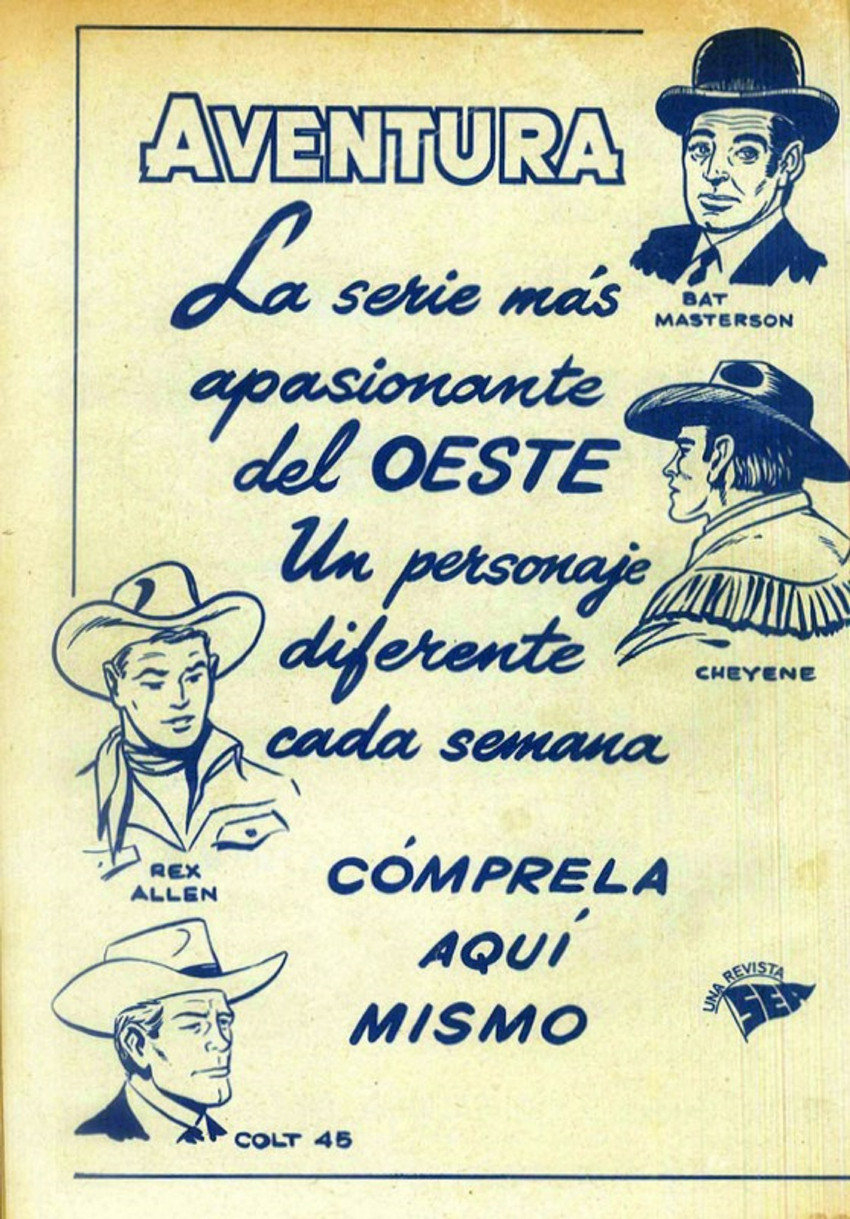 AVENTURA
La serie más
apasionante
del OESTE
Un personaje
diferente
cada semana
CÓMPRELA
AQUÍ
MISMO
BAT
MASTERSON
CHEYENE
REX
ALLEN
COLT 45
UNA REVISTA
SEA